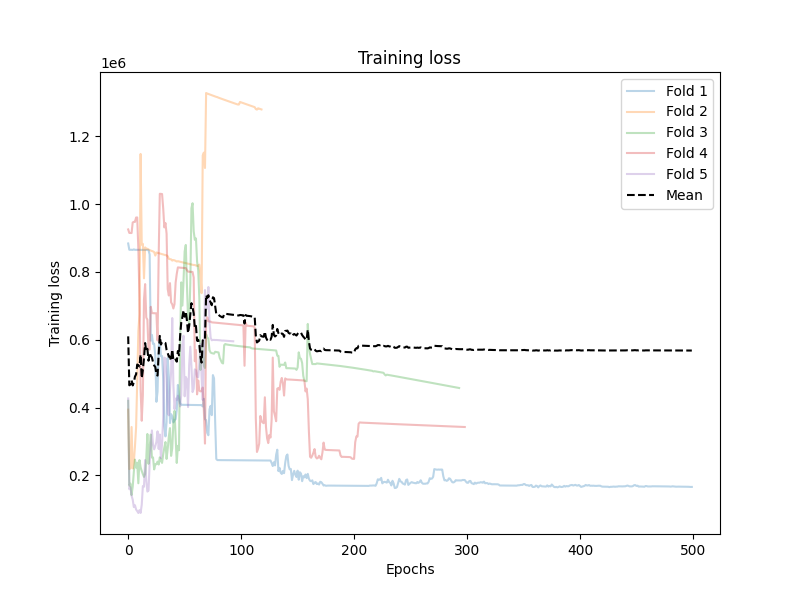 Training loss
1e6
Training loss
1.2
1.0
0.8
0.6
0.4
0.2
0
100
200
300
400
500
Epochs
Fold 1
Fold 2
Fold 3
Fold 4
Fold 5
Mean